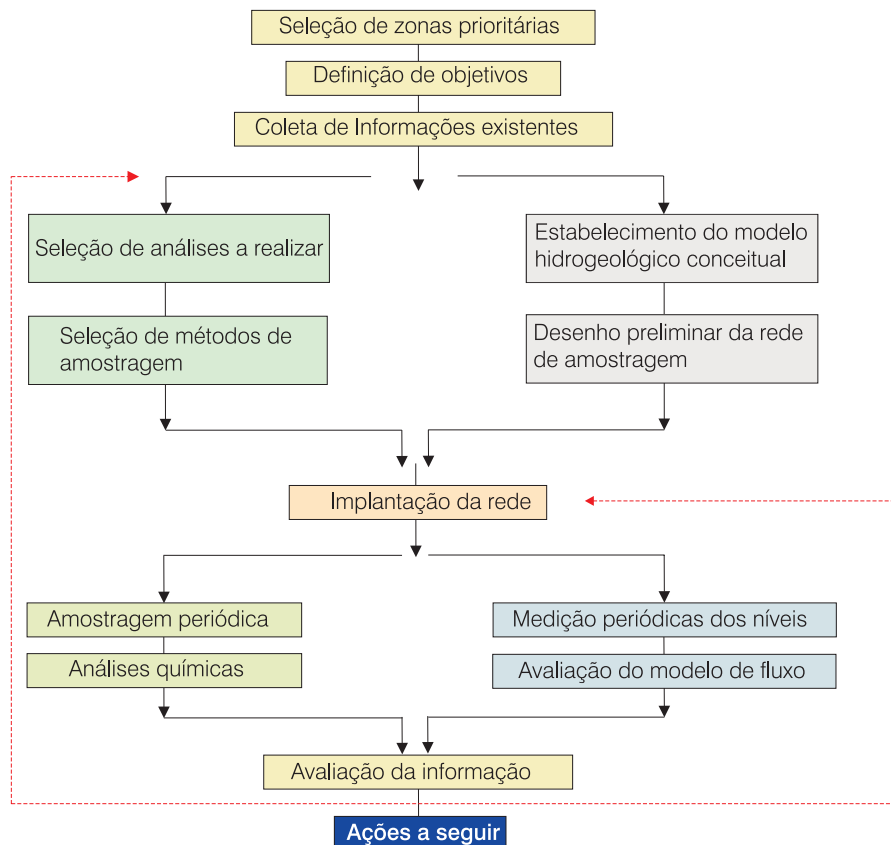 Seleção de zonas prioritárias
Definição de objetivos
Coleta de Informações existentes
Seleção de análises a realizar
Estabelecimento do modelo
hidrogeológico conceitual
Seleção de métodos de
amostragem
Desenho preliminar da rede
de amostragem
Implantação da rede
Amostragem periódica
Medição periódicas dos níveis
Análises químicas
Avaliação do modelo de fluxo
Avaliação da informação
Ações a seguir